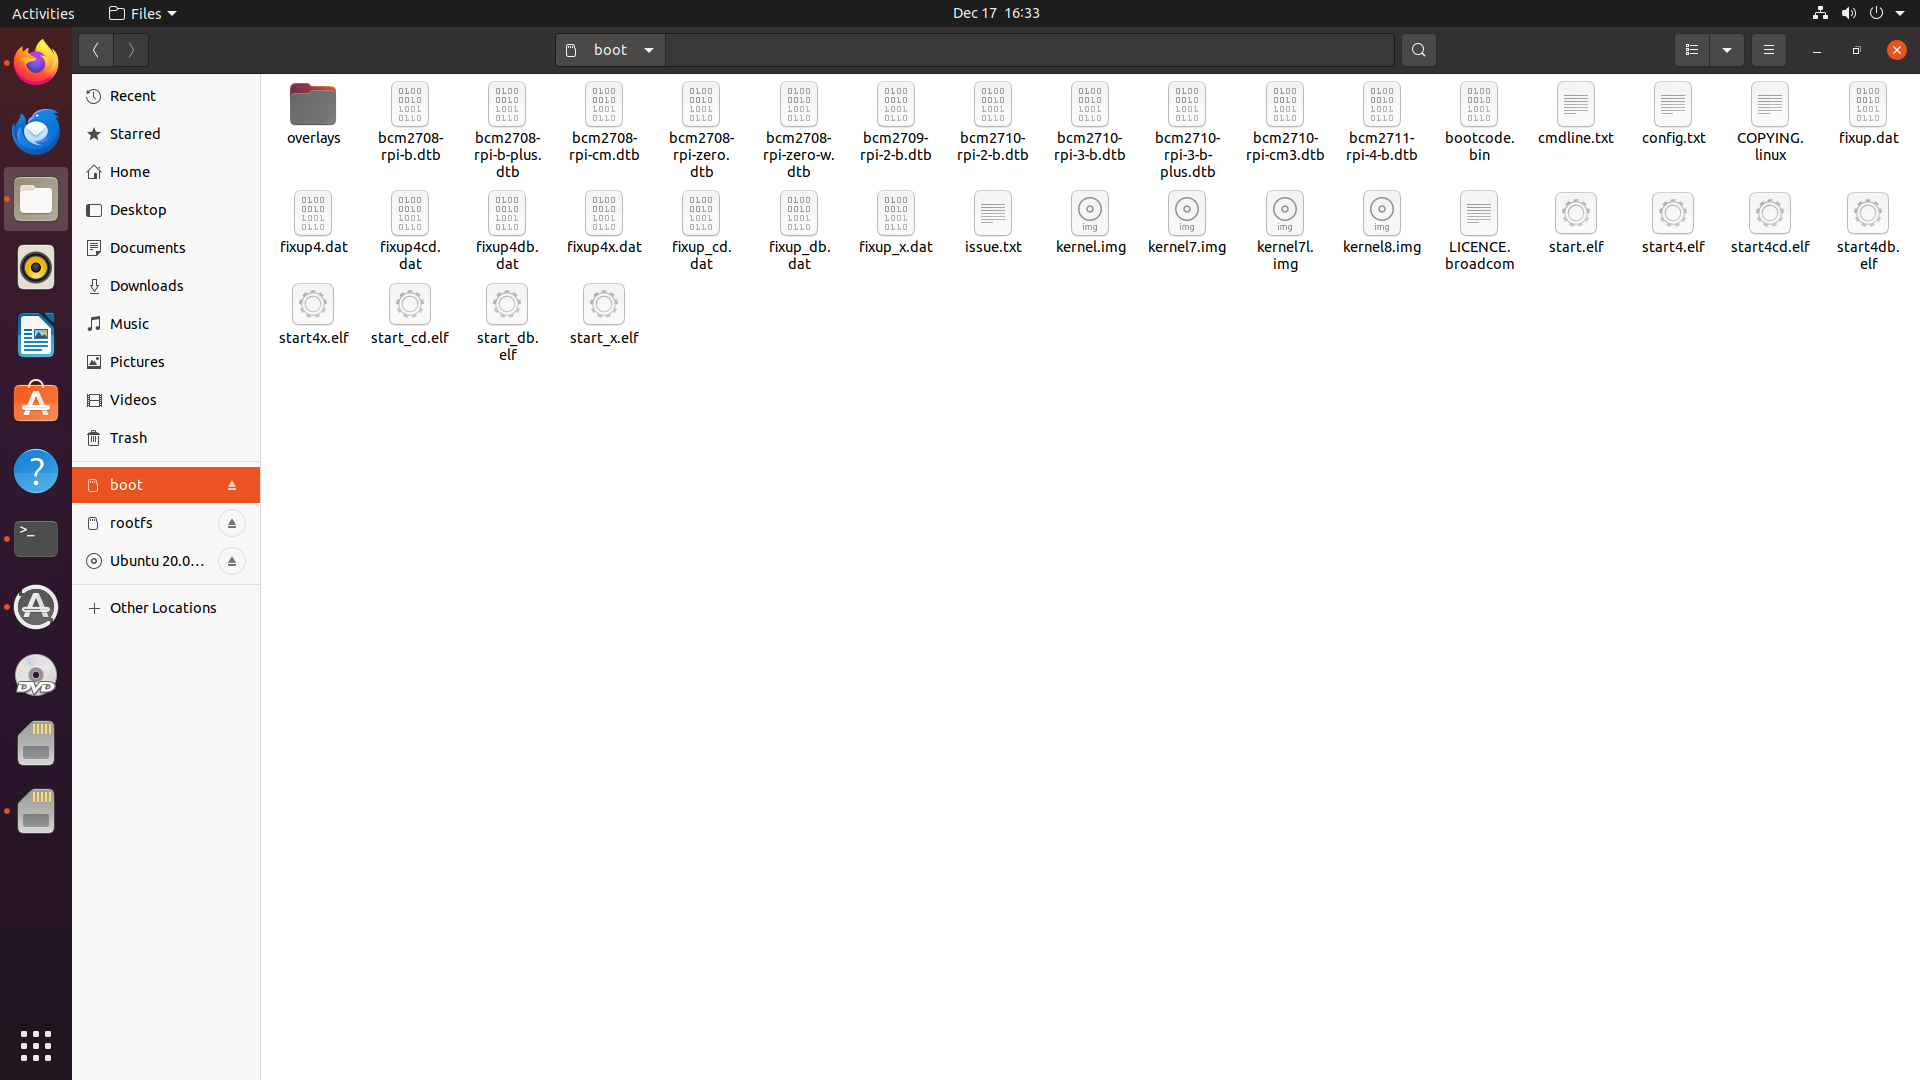 Activities
Files
Dec 17 16:33
boot
Recent
Starred
Home
Desktop
Documents
Downloads
Music
Pictures
Videos
Trash
boot
rootfs
Ubuntu 20.0…
Other Locations
overlays
bcm2708-
rpi-b.dtb
bcm2708-
rpi-b-plus.
dtb
bcm2708-
rpi-cm.dtb
bcm2708-
rpi-zero.
dtb
bcm2708-
rpi-zero-w.
dtb
bcm2709-
rpi-2-b.dtb
bcm2710-
rpi-2-b.dtb
bcm2710-
rpi-3-b.dtb
bcm2710-
rpi-3-b-
plus.dtb
bcm2710-
rpi-cm3.dtb
bcm2711-
rpi-4-b.dtb
bootcode.
bin
cmdline.txt
config.txt
COPYING.
linux
fixup.dat
fixup4.dat
fixup4cd.
dat
fixup4db.
dat
fixup4x.dat
fixup_cd.
dat
fixup_db.
dat
fixup_x.dat
issue.txt
kernel.img
kernel7.img
kernel7l.
img
kernel8.img
LICENCE.
broadcom
start.elf
start4.elf
start4cd.elf
start4db.
elf
start4x.elf
start_cd.elf
start_db.
elf
start_x.elf
DVD